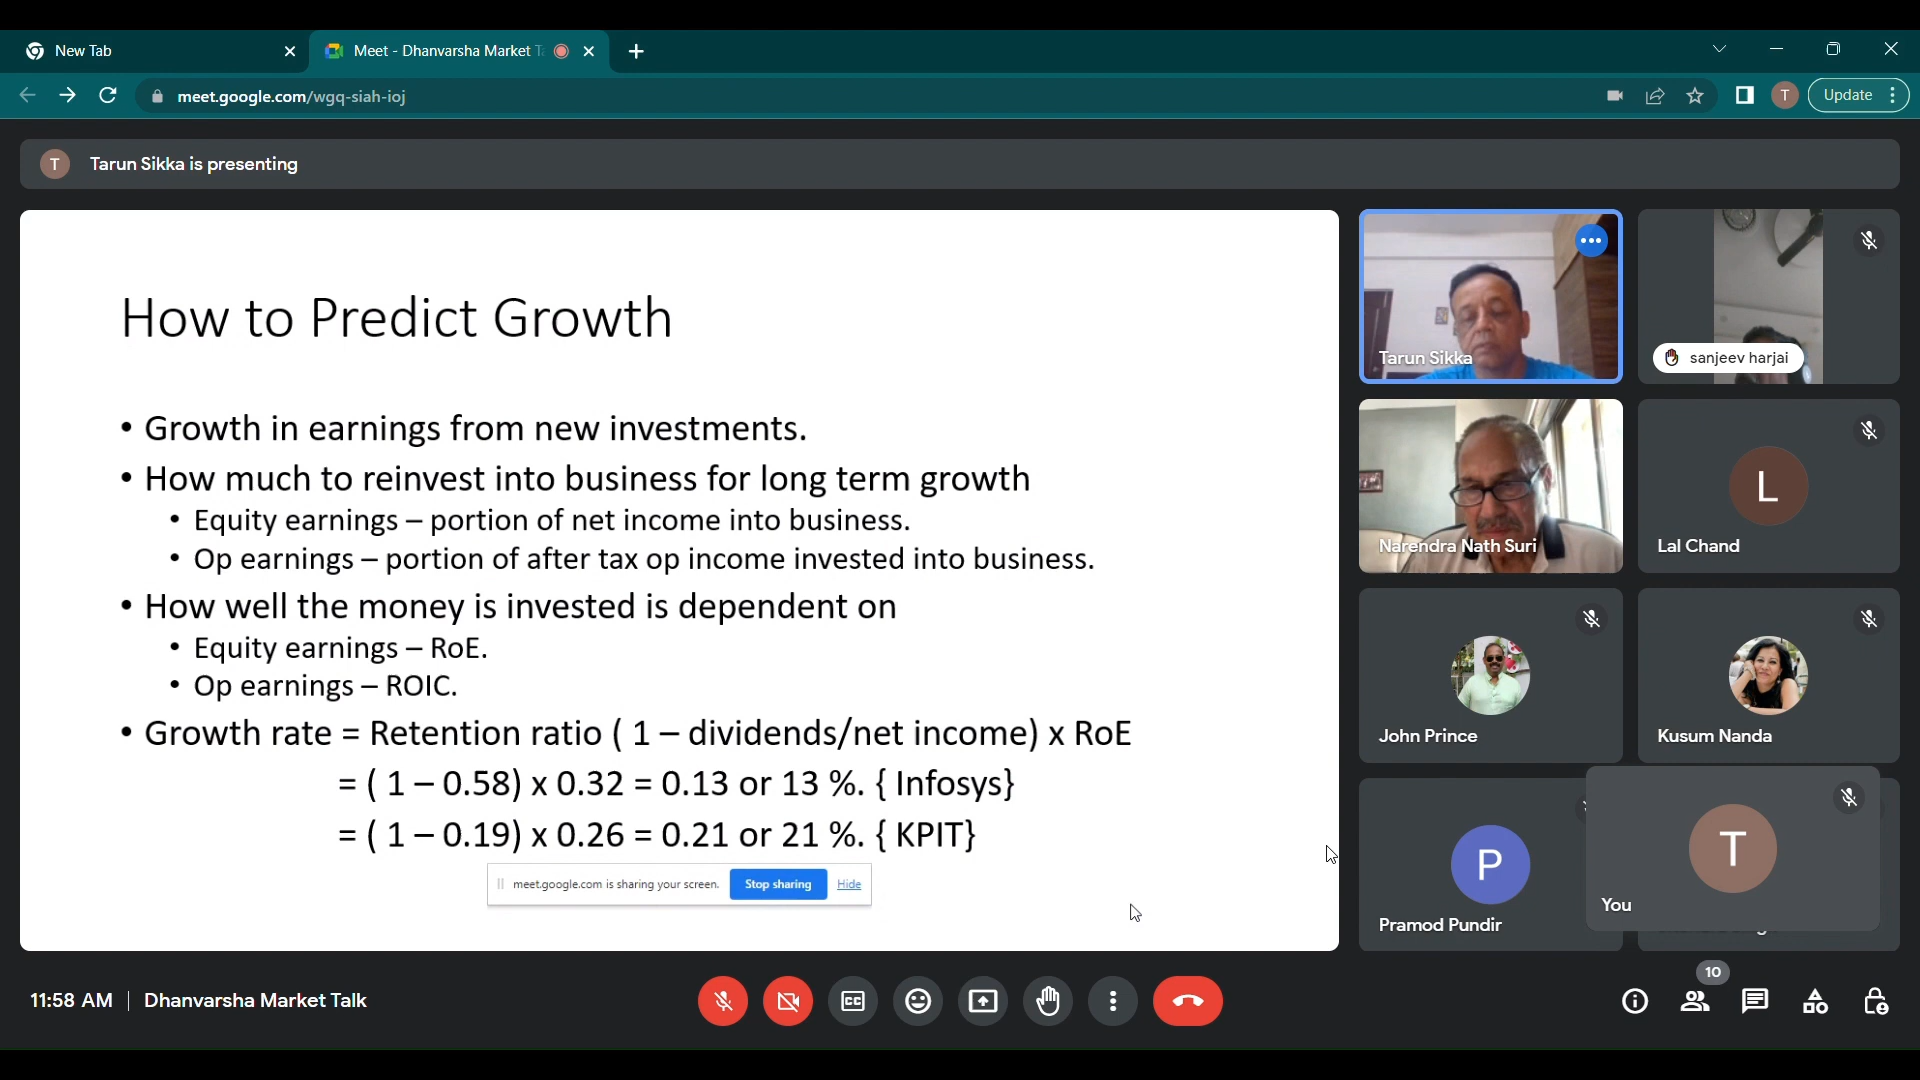 New Tab
Meet - Dhanvarsha Market T
meet.google.com/wgq-siah-ioj
T
Update
T
Tarun Sikka is presenting
How to Predict Growth
• Growth in earnings from new investments.
• How much to reinvest into business for long term growth
• Equity earnings – portion of net income into business.
• Op earnings – portion of after tax op income invested into business.
• How well the money is invested is dependent on
• Equity earnings – RoE.
• Op earnings – ROIC.
• Growth rate = Retention ratio ( 1 – dividends/net income) x RoE
= ( 1 – 0.58) x 0.32 = 0.13 or 13 %. { Infosys}
= ( 1 – 0.19) x 0.26 = 0.21 or 21 %. { KPIT}
meet.google.com is sharing your screen.
Stop sharing
Hide
Tarun Sikka
sanjeev harjai
Narendra Nath Suri
L
Lal Chand
John Prince
Kusum Nanda
P
Pramod Pundir
T
You
11:58 AM | Dhanvarsha Market Talk
CC
10